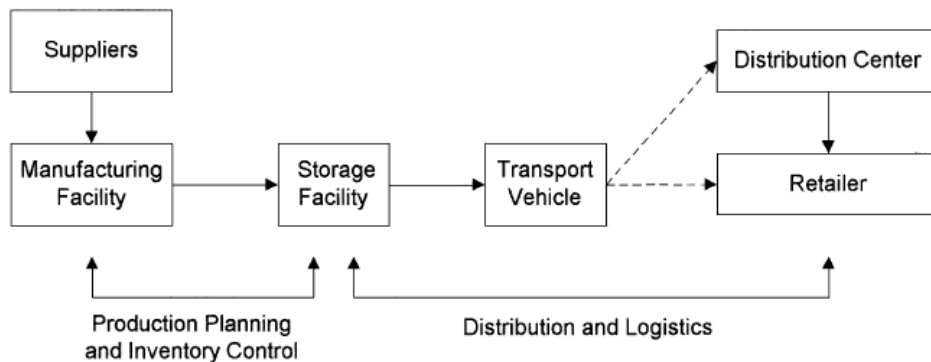 Suppliers
Distribution Center
Manufacturing
Facility
Storage
Facility
Transport
Vehicle
Retailer
Production Planning
and Inventory Control
Distribution and Logistics